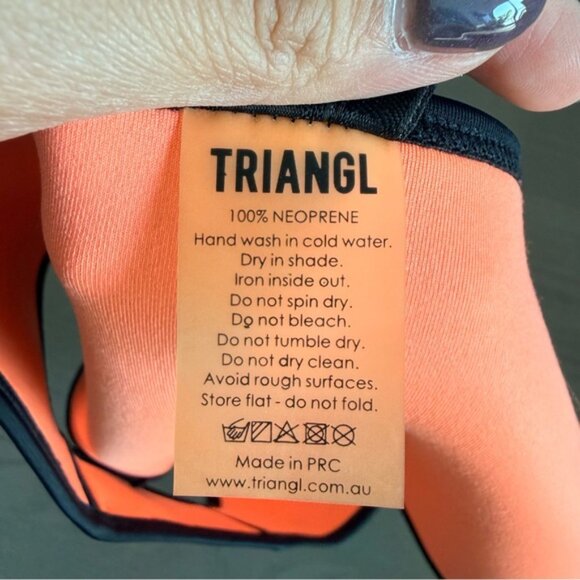 TRIANGL
100% NEOPRENE
Hand wash in cold water.
Dry in shade.
Iron inside out.
Do not spin dry.
Do not bleach.
Do not tumble dry.
Do not dry clean.
Avoid rough surfaces.
Store flat - do not fold.
Made in PRC
www.triangl.com.au